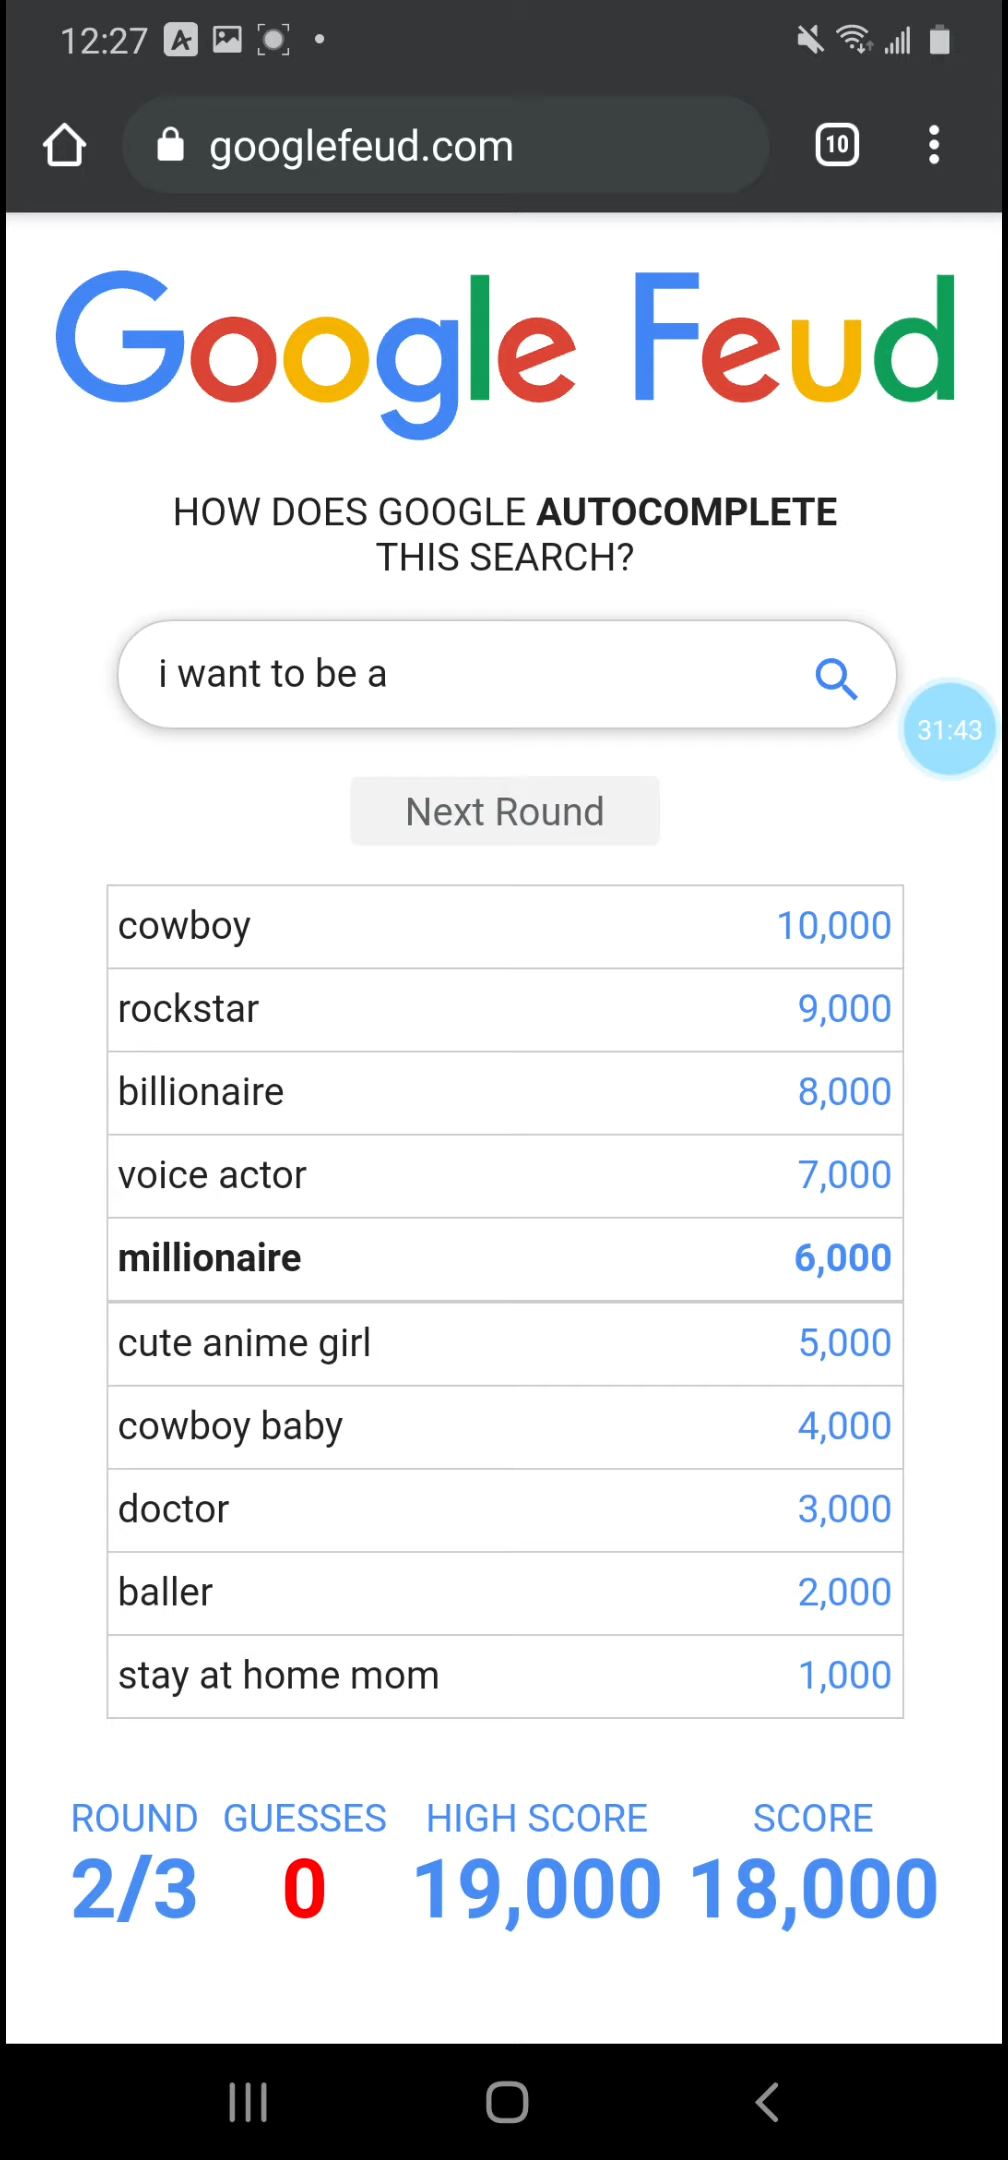 12:27
googlefeud.com
10
Google Feud
HOW DOES GOOGLE AUTOCOMPLETE
THIS SEARCH?
i want to be a
31:43
Next Round
cowboy 10,000
rockstar 9,000
billionaire 8,000
voice actor 7,000
millionaire 6,000
cute anime girl 5,000
cowboy baby 4,000
doctor 3,000
baller 2,000
stay at home mom 1,000
ROUND GUESSES HIGH SCORE SCORE
2/3 0 19,000 18,000